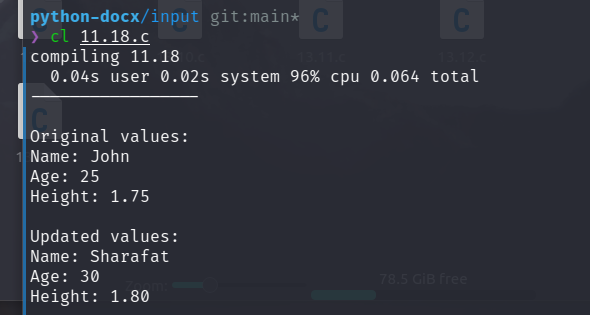 python-docx/input git:main*
❯ cl 11.18.c
compiling 11.18
0.04s user 0.02s system 96% cpu 0.064 total
Original values:
Name: John
Age: 25
Height: 1.75
Updated values:
Name: Sharafat
Age: 30
Height: 1.80
Zoom:
78.5 GiB free